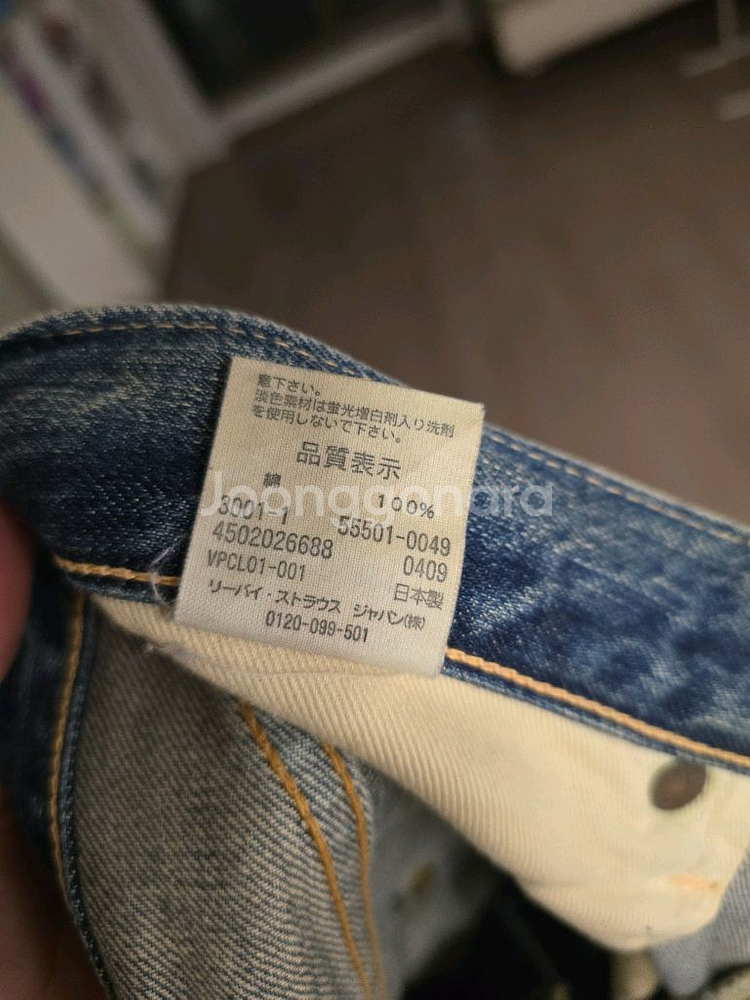 意下さい。
淡色素材は蛍光増白剤入り洗剤
を使用しないで下さい。
品質表示
綿 100%
Joonggonara
3001-1 55501-0049
4502026688 0409
VPCL01-001 日本製
リーバイ・ストラウス ジャパン(株)
0120-099-501